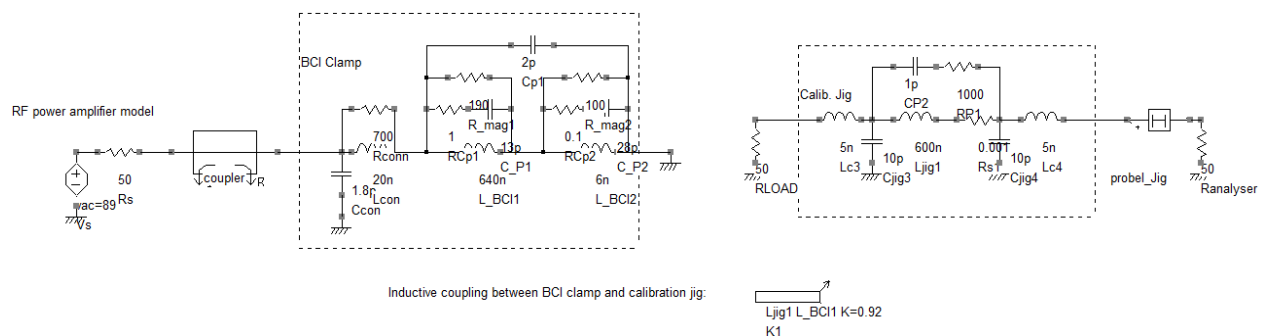 2p
Cp1
BCI Clamp
190
R_mag1
100
R_mag2
RF power amplifier model
700
Rconn
1
RCp1
13p
C_P1
0.1
RCp2
28p
C_P2
50
Rs
coupler
R
20n
Lcon
640n
L_BCI1
6n
L_BCI2
1.8p
Ccon
vac=89
Vs
Calib. Jig
1p
CP2
1000
RP1
5n
Lc3
600n
Ljig1
0.001
Rs
5n
Lc4
10p
Cjig3
10p
Cjig4
50
RLOAD
probeI_Jig
50
Ranalyser
Inductive coupling between BCI clamp and calibration jig:
Ljig1 L_BCI1 K=0.92
K1